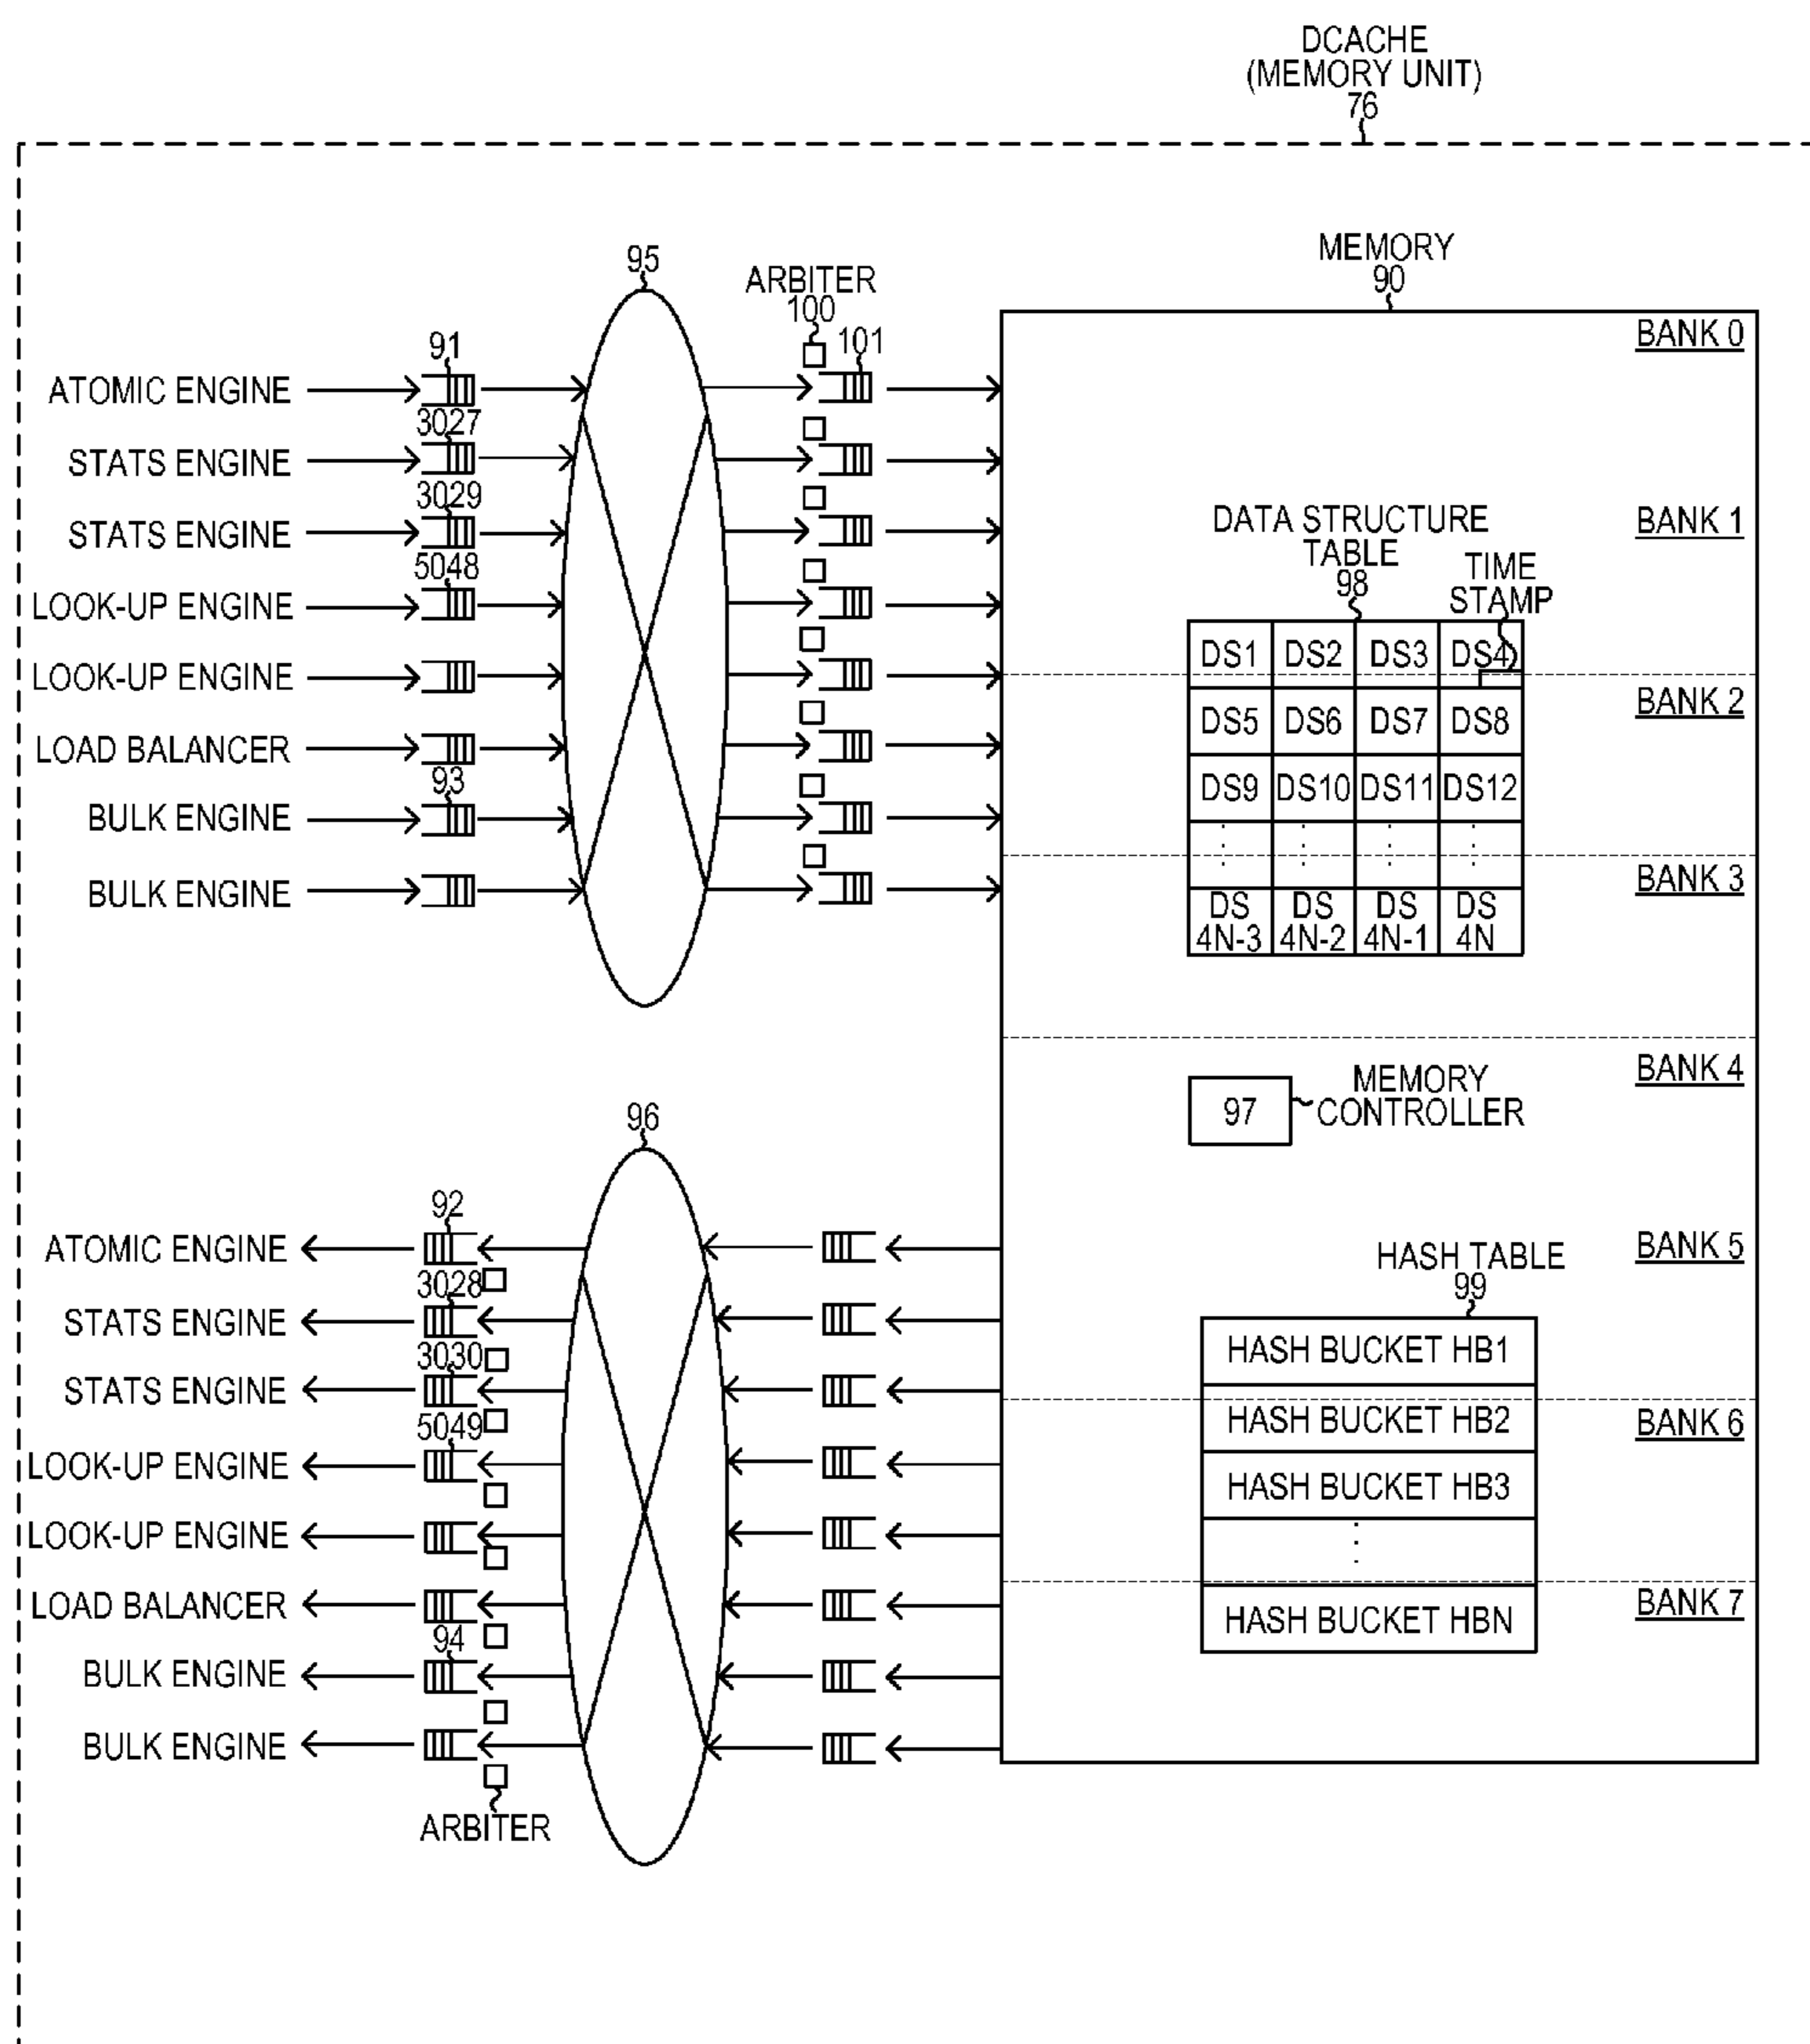 DCACHE
(MEMORY UNIT)
76
95
ARBITER
100
101
MEMORY
90
91
ATOMIC ENGINE
3027
STATS ENGINE
3029
STATS ENGINE
5048
LOOK-UP ENGINE
LOOK-UP ENGINE
LOAD BALANCER
93
BULK ENGINE
BULK ENGINE
BANK 0
BANK 1
DATA STRUCTURE
TABLE
98
TIME
STAMP
DS1 DS2 DS3 DS4
BANK 2
DS5 DS6 DS7 DS8
DS9 DS10 DS11 DS12
BANK 3
DS DS DS DS
4N-3 4N-2 4N-1 4N
BANK 4
97
MEMORY
CONTROLLER
96
92
ATOMIC ENGINE
3028
STATS ENGINE
3030
STATS ENGINE
5049
LOOK-UP ENGINE
LOOK-UP ENGINE
LOAD BALANCER
94
BULK ENGINE
BULK ENGINE
ARBITER
BANK 5
HASH TABLE
99
HASH BUCKET HB1
HASH BUCKET HB2
BANK 6
HASH BUCKET HB3
BANK 7
HASH BUCKET HBN